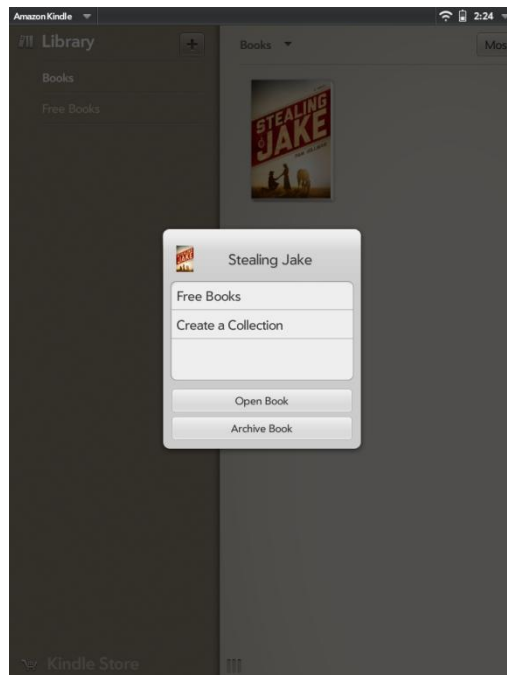 Amazon Kindle
2:24
Library
+
Books
Free Books
Kindle Store
Books
Mos
STEALING
JAKE
Stealing Jake
Free Books
Create a Collection
Open Book
Archive Book